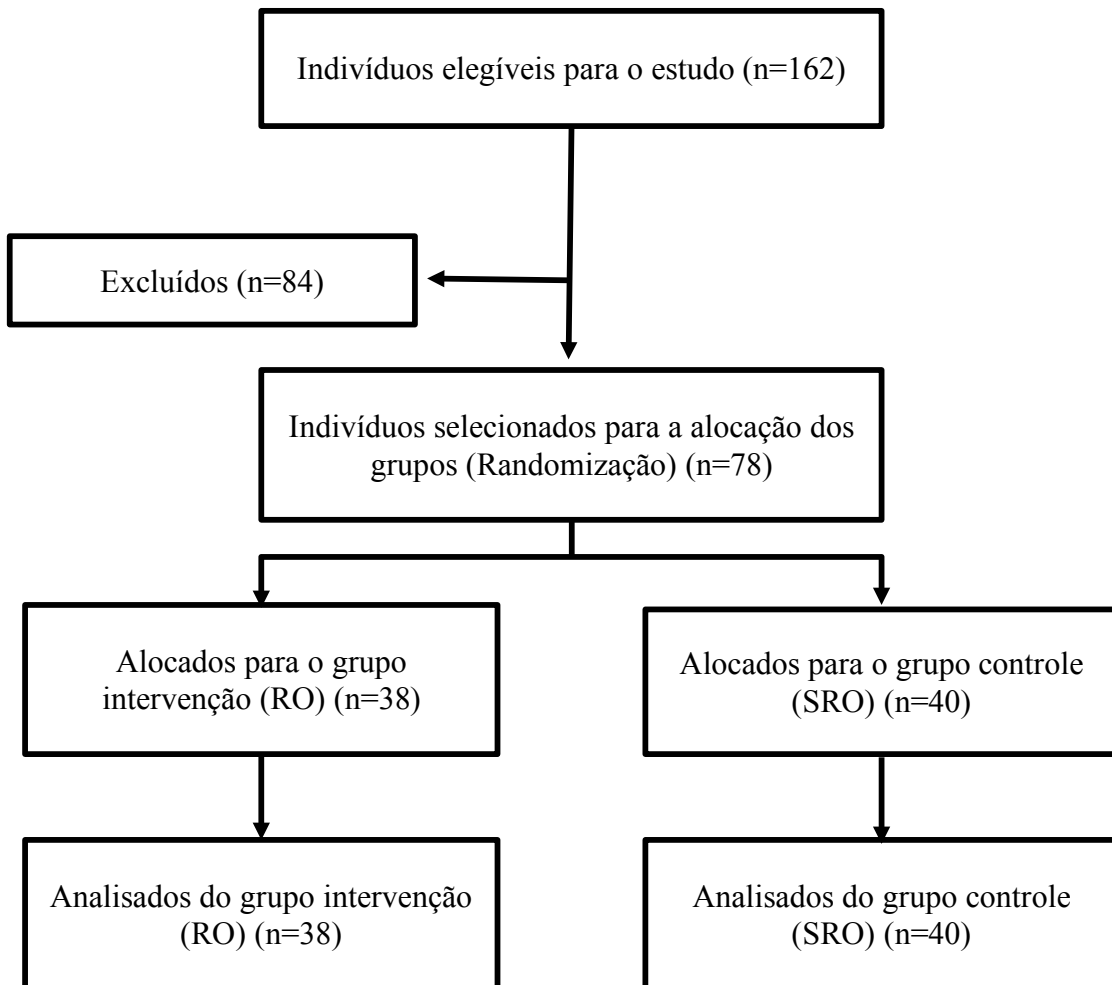 Indivíduos elegíveis para o estudo (n=162)
Excluídos (n=84)
Indivíduos selecionados para a alocação dos
grupos (Randomização) (n=78)
Alocados para o grupo
intervenção (RO) (n=38)
Alocados para o grupo controle
(SRO) (n=40)
Analisados do grupo intervenção
(RO) (n=38)
Analisados do grupo controle
(SRO) (n=40)